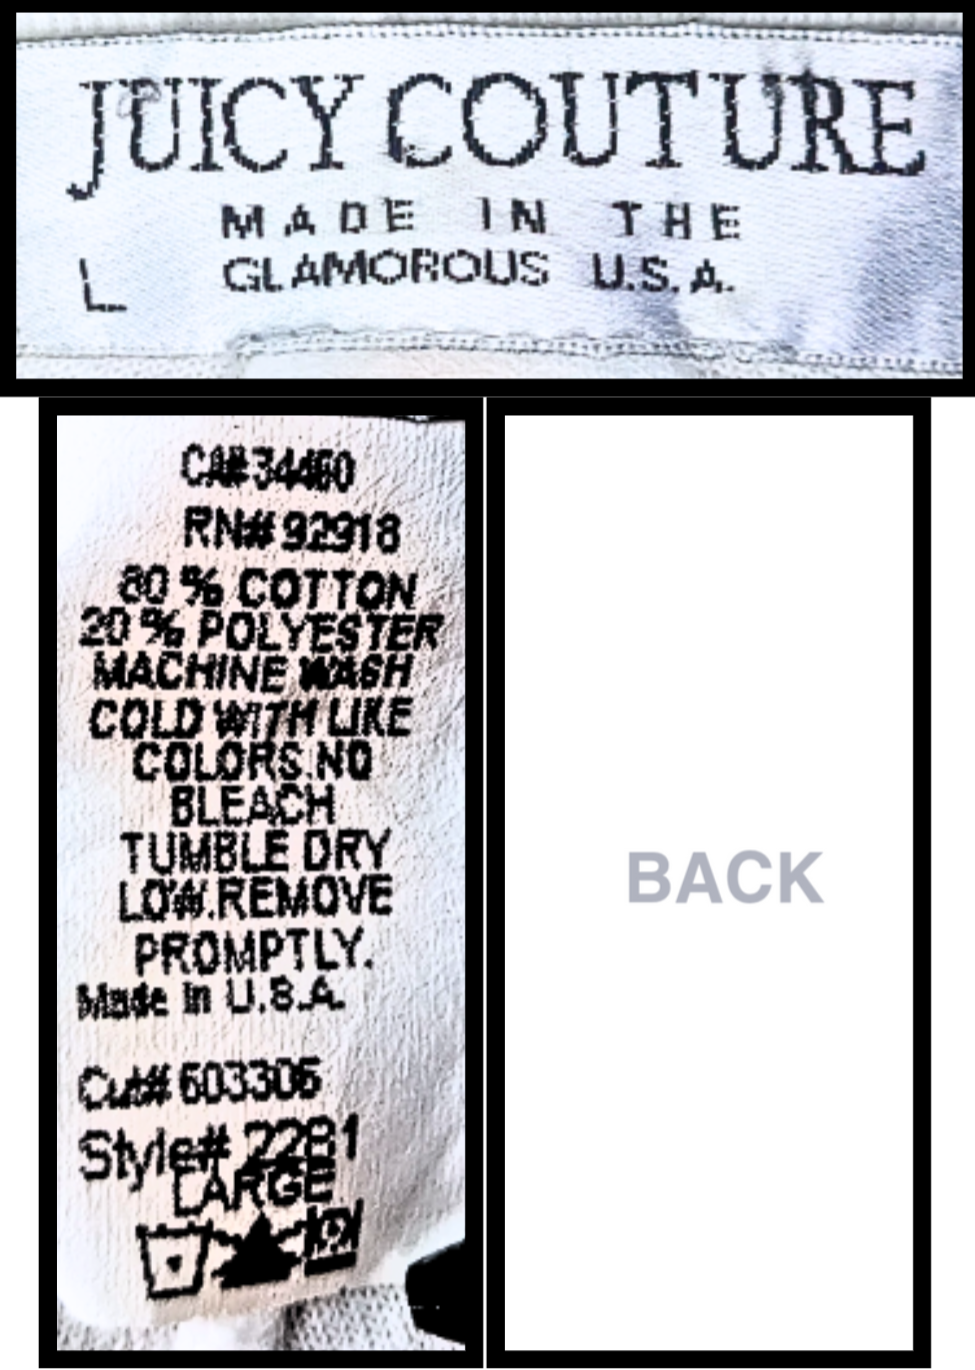 JUICY COUTURE
MADE IN THE
L GLAMOROUS U.S.A.
CA# 34460
RN# 92918
80 % COTTON
20 % POLYESTER
MACHINE WASH
COLD WITH LIKE
COLORS.NO
BLEACH
TUMBLE DRY
LOW.REMOVE
PROMPTLY.
Made in U.S.A.
Cut# 603306
Style# 2281
LARGE
BACK